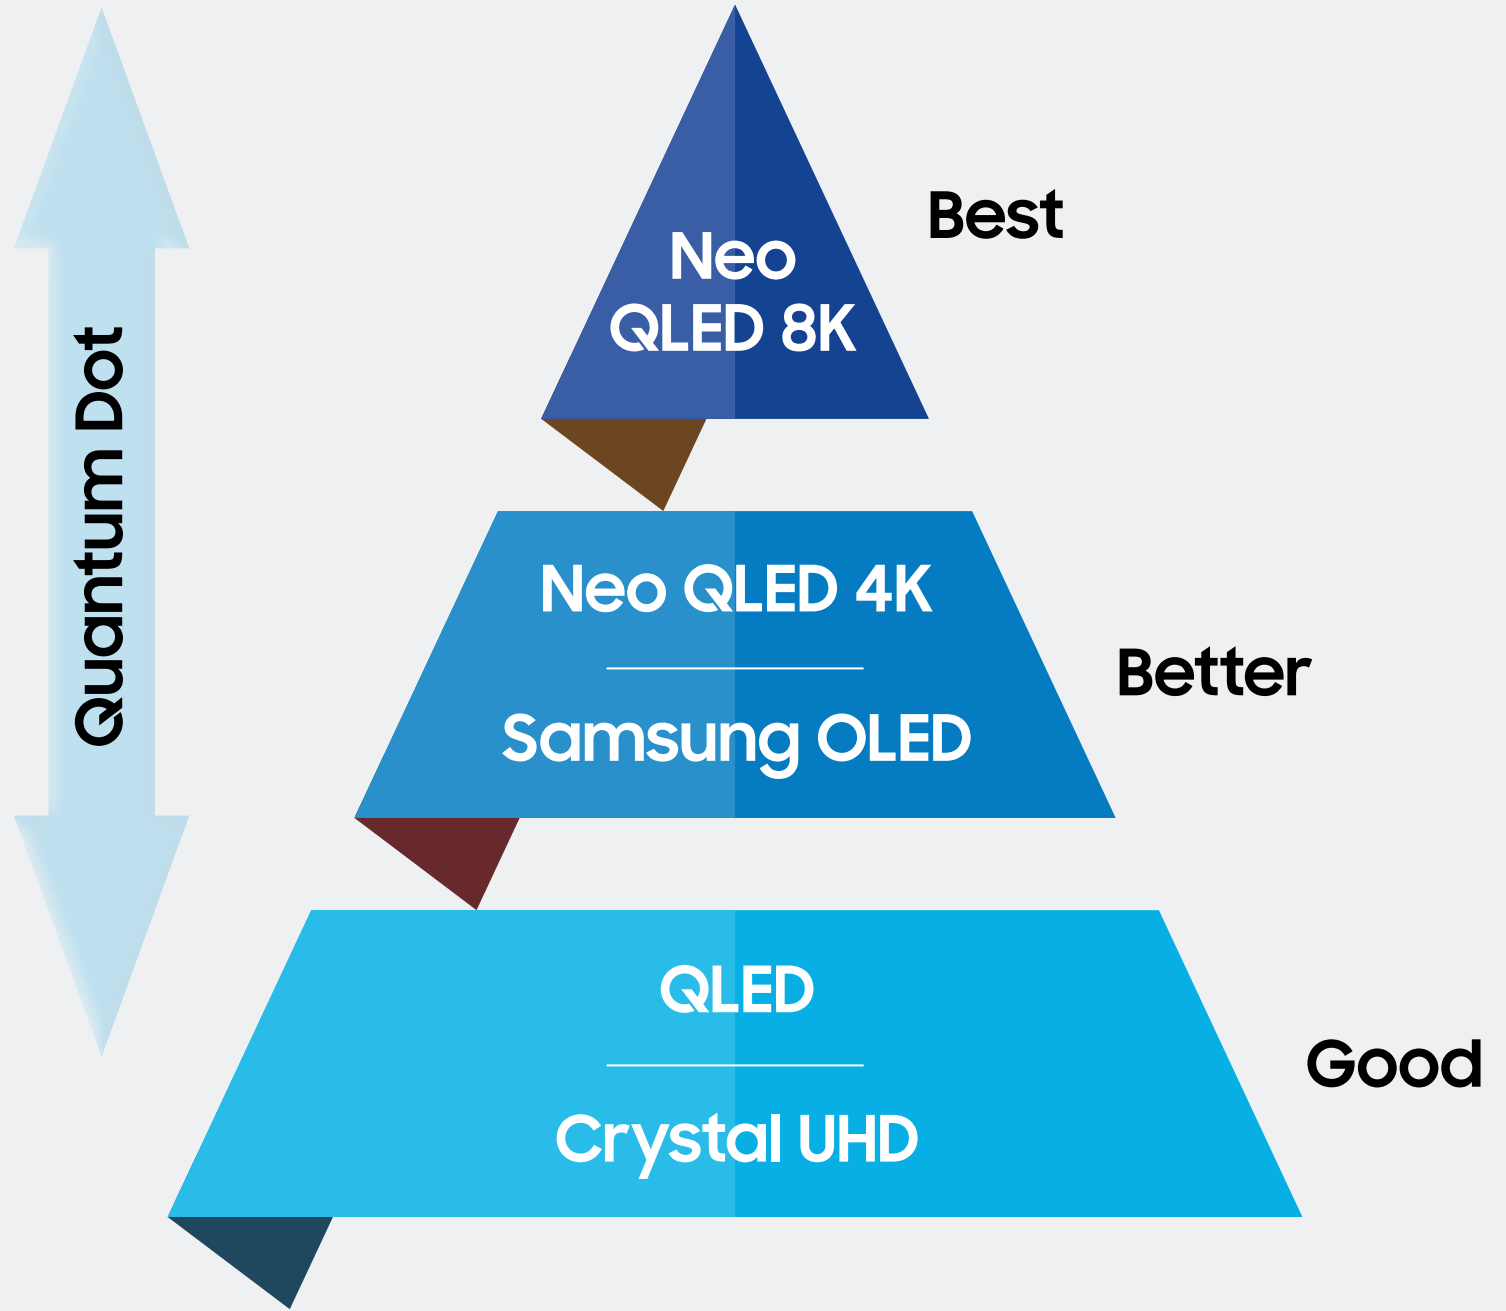 Quantum Dot
Neo
QLED 8K
Best
Neo QLED 4K
Samsung OLED
Better
QLED
Crystal UHD
Good